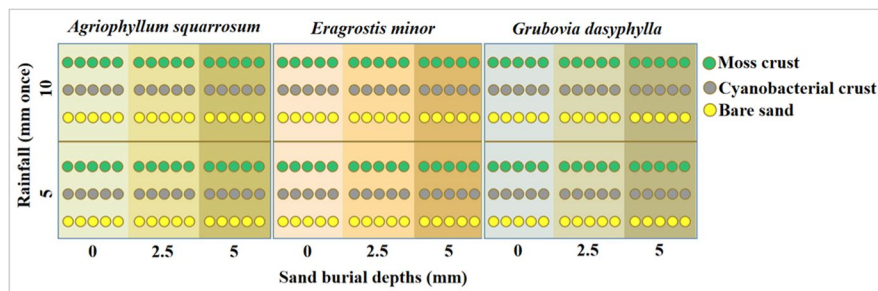 Agriophyllum squarrosum
Eragrostis minor
Grubovia dasyphylla
Rainfall (mm once)
10
5
Moss crust
Cyanobacterial crust
Bare sand
0 2.5 5 0 2.5 5 0 2.5 5
Sand burial depths (mm)